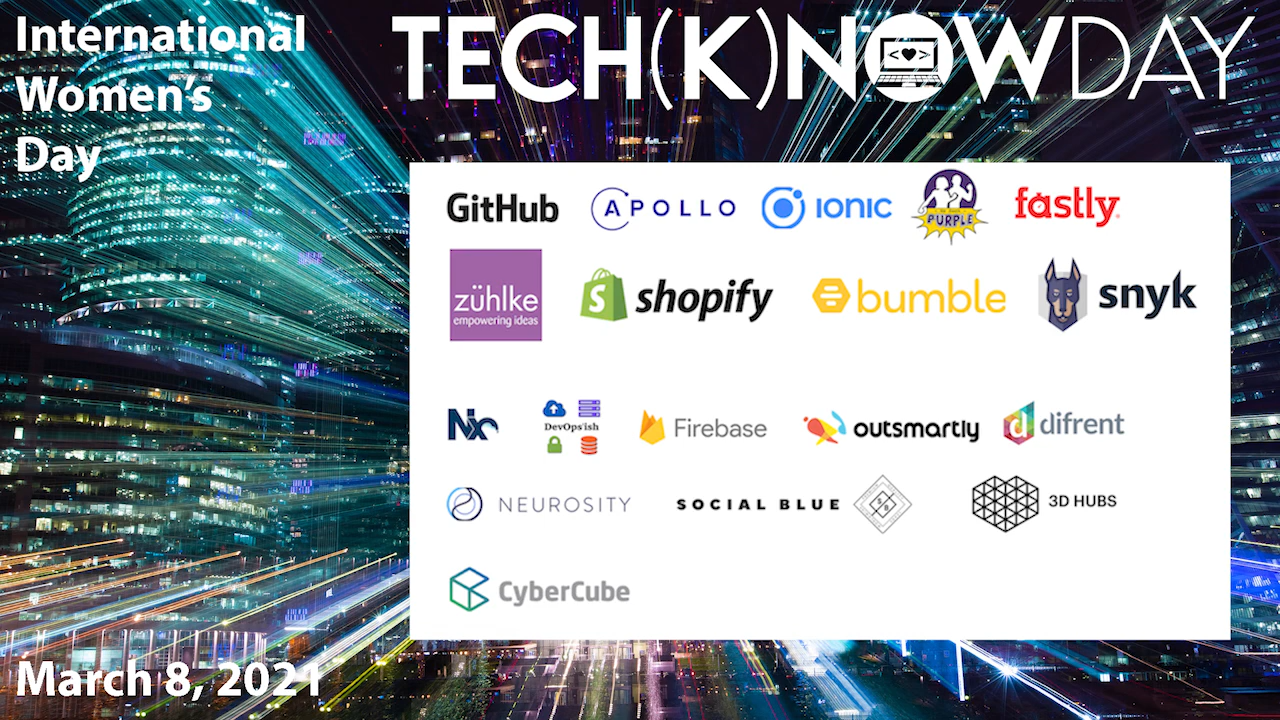 International
Women's
Day
TECH(K)NOWDAY
GitHub
APOLLO
ionic
PURPLE
fastly
zühlke
empowering ideas
shopify
bumble
snyk
Nx
DevOps'ish
Firebase
outsmartly
difrent
NEUROSITY
SOCIAL BLUE
3D HUBS
CyberCube
March 8, 2021